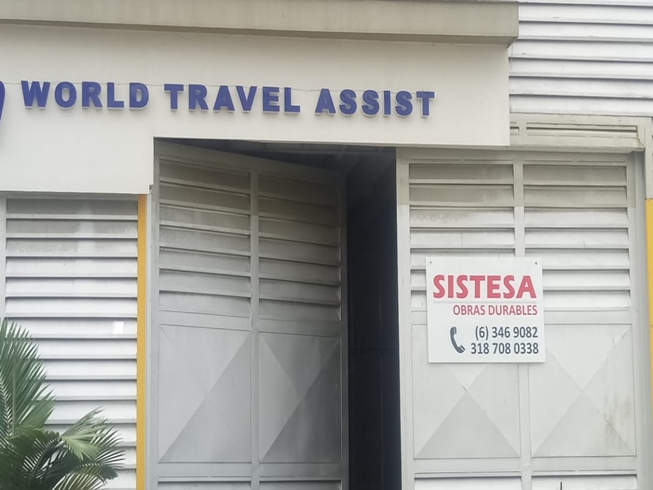 WORLD TRAVEL ASSIST
SISTESA
OBRAS DURABLES
(6) 346 9082
318 708 0338